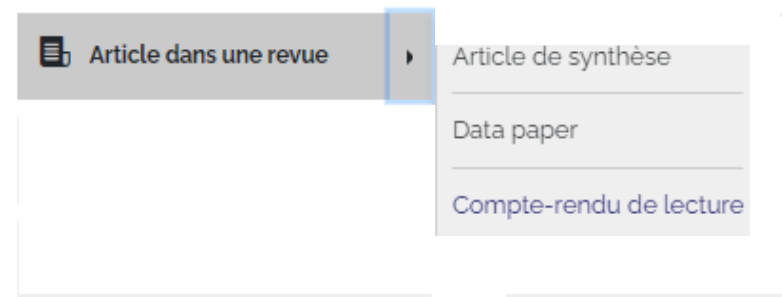 Article dans une revue
Article de synthèse
Data paper
Compte-rendu de lecture